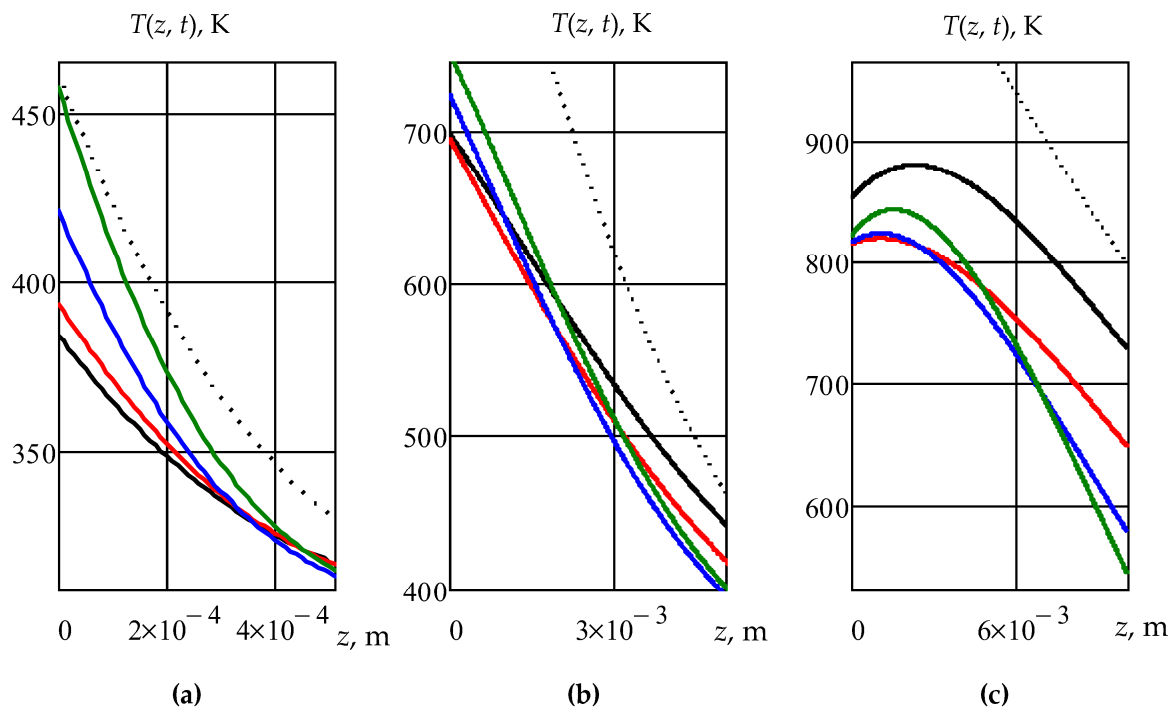 T(z, t), K
450
400
350
0
2×10⁻⁴
4×10⁻⁴
z, m
(a)
T(z, t), K
700
600
500
400
0
3×10⁻³
z, m
(b)
T(z, t), K
900
800
700
600
0
6×10⁻³
z, m
(c)